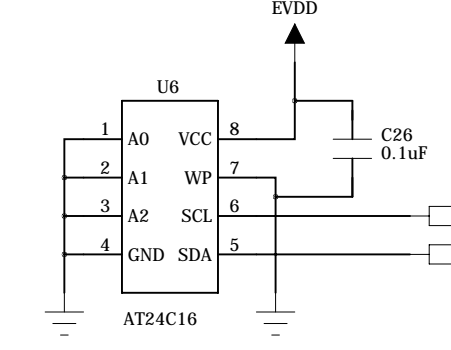 EVDD
U6
1 A0 VCC 8
2 A1 WP 7
3 A2 SCL 6
4 GND SDA 5
C26
0.1uF
AT24C16